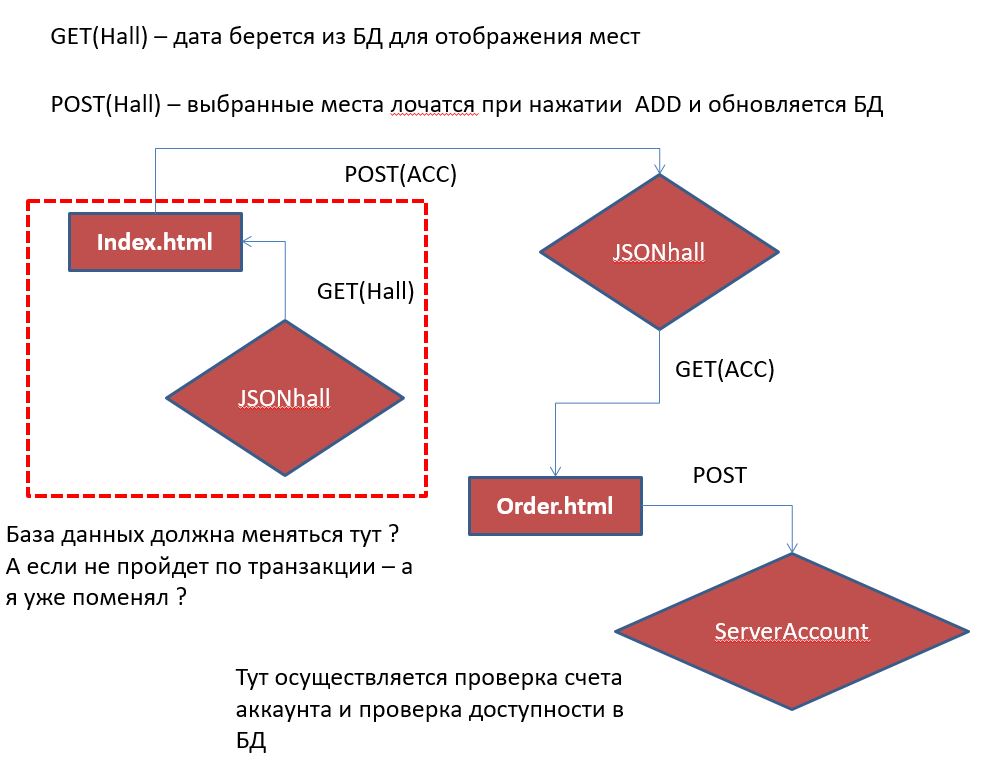 GET(Hall) – дата берется из БД для отображения мест
POST(Hall) – выбранные места лочатся при нажатии ADD и обновляется БД
POST(ACC)
Index.html
JSONhall
GET(Hall)
GET(ACC)
JSONhall
POST
Order.html
База данных должна меняться тут ?
А если не пройдет по транзакции – а
я уже поменял ?
ServerAccount
Тут осуществляется проверка счета
аккаунта и проверка доступности в
БД